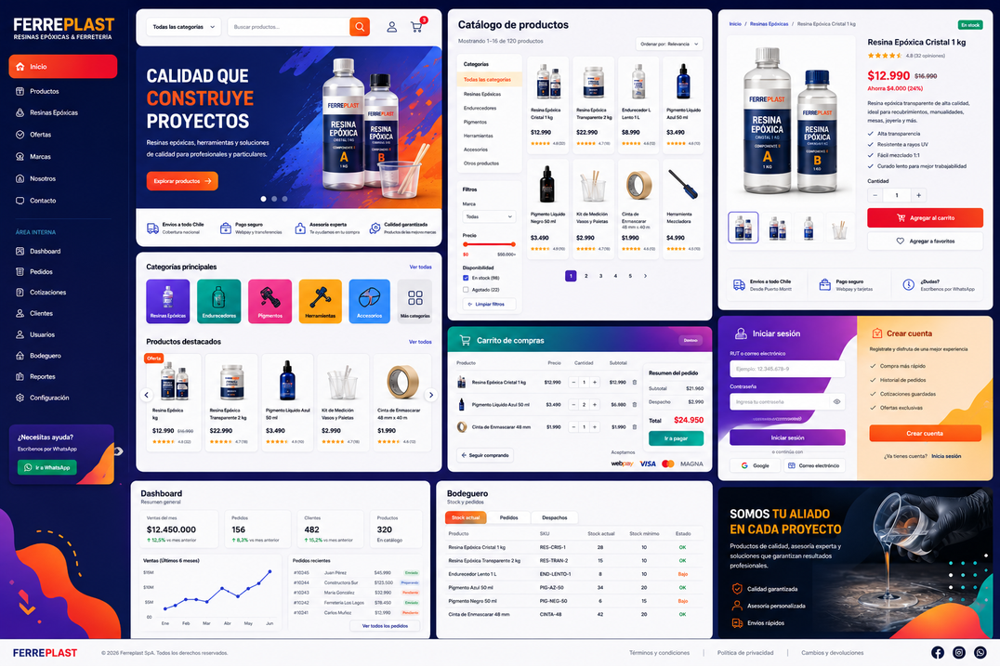 FERREPLAST
RESINAS EPÓXICAS & FERRETERÍA
Inicio
Productos
Resinas Epóxicas
Ofertas
Marcas
Nosotros
Contacto
ÁREA INTERNA
Dashboard
Pedidos
Cotizaciones
Clientes
Usuarios
Bodeguero
Reportes
Configuración
¿Necesitas ayuda?
Escríbenos por WhatsApp
Ir a WhatsApp
Todas las categorías
Buscar productos...
3
CALIDAD QUE
CONSTRUYE
PROYECTOS
Resinas epóxicas, herramientas y soluciones
de calidad para profesionales y particulares.
Explorar productos
FERREPLAST
RESINA
EPÓXICA
CRISTAL 1 KG
COMPONENTE
A
1 KG
FERREPLAST
RESINA
EPÓXICA
B
Envíos a todo Chile
Cobertura nacional
Pago seguro
Webpay y transferencias
Asesoría experta
Te ayudamos en tu compra
Calidad garantizada
Productos de las mejores marcas
Categorías principales
Ver todas
Resinas Epóxicas
Endurecedores
Pigmentos
Herramientas
Accesorios
Más categorías
Productos destacados
Ver todos
Oferta
Resina Epóxica
kg
$12.990 $16.990
4.8 (32)
Resina Epóxica
Transparente 2 kg
$22.990
4.7 (18)
Pigmento Líquido Azul
50 ml
$3.490
4.9 (10)
Kit de Medición
Vasos y Paletas
$2.990
4.7 (18)
Cinta de Enmascarar
48 mm x 40 m
$1.990
4.6 (12)
Catálogo de productos
Mostrando 1–16 de 120 productos
Ordenar por: Relevancia
Categorías
Todas las categorías
Resinas Epóxicas
Endurecedores
Pigmentos
Herramientas
Accesorios
Otros productos
Filtros
Marca
Todas
Precio
$0
$50.000+
Disponibilidad
En stock (98)
Agotado (22)
Limpiar filtros
Resina Epóxica
Cristal 1 kg
$12.990
4.8 (32)
Resina Epóxica
Transparente 2 kg
$22.990
Endurecedor L
Lento 1 L
$8.990
Pigmento Líquido
Azul 50 ml
$3.490
Pigmento Líquido
Negro 50 ml
$3.490
Kit de Medición
Vasos y Paletas
$2.990
Cinta de
Enmascarar
48 mm x 40 m
$1.990
Herramienta
Mezcladora
$4.990
1 2 3 4 5
Carrito de compras
Producto Precio Cantidad Subtotal
Resina Epóxica Cristal 1 kg $12.990 − 1 + $12.990
Pigmento Líquido Azul 50 ml $3.490 − 2 + $6.980
Cinta de Enmascarar 48 mm $1.990 − 1 + $1.990
Seguir comprando
Resumen del pedido
Subtotal $21.960
Despacho $2.990
Total $24.950
Ir a pagar
Aceptamos
webpay VISA MAGNA
Inicio / Resinas Epóxicas / Resina Epóxica Cristal 1 kg
En stock
FERREPLAST
RESINA
EPÓXICA
CRISTAL 1 KG
COMPONENTE
A
1 KG
FERREPLAST
RESINA
EPÓXICA
B
Resina Epóxica Cristal 1 kg
4.8 (32 opiniones)
$12.990 $16.990
Ahorra $4.000 (24%)
Resina epóxica transparente de alta calidad,
ideal para recubrimientos, manualidades,
mesas, joyería y más.
Alta transparencia
Resistente a rayos UV
Fácil mezclado 1:1
Curado lento para mejor trabajabilidad
Cantidad
− 1 +
Agregar al carrito
Agregar a favoritos
Envíos a todo Chile
Desde Puerto Montt
Pago seguro
Webpay y tarjetas
¿Dudas?
Escríbenos por WhatsApp
Iniciar sesión
RUT o correo electrónico
Ejemplo: 12.345.678-9
Contraseña
Ingresa tu contraseña
Iniciar sesión
o continúa con
Google
Correo electrónico
Crear cuenta
Regístrate y disfruta de una mejor experiencia
Compra más rápido
Historial de pedidos
Cotizaciones guardadas
Ofertas exclusivas
Crear cuenta
¿Ya tienes cuenta? Inicia sesión
Dashboard
Resumen general
Ventas del mes
$12.450.000
↑ 12,5% vs mes anterior
Pedidos
156
↑ 8,3% vs mes anterior
Clientes
482
↑ 15,2% vs mes anterior
Productos
320
En catálogo
Ventas (Últimos 6 meses)
$15M
$10M
$5M
$0
Ene Feb Mar Abr May Jun
Pedidos recientes
#10245 Juan Pérez $45.990 Enviado
#10244 Constructora Sur $123.500 Preparando
#10243 María González $32.990 Pendiente
#10242 Ferretería Los Lagos $78.450 Enviado
#10241 Carlos Muñoz $12.990 Pendiente
Ver todos los pedidos
Bodeguero
Stock y pedidos
Stock actual Pedidos Despachos
Producto SKU Stock actual Stock mínimo Estado
Resina Epóxica Cristal 1 kg RES-CRIS-1 28 10 OK
Resina Epóxica Transparente 2 kg RES-TRAN-2 15 10 OK
Endurecedor Lento 1 L END-LENTO-1 8 10 Bajo
Pigmento Azul 50 ml PIG-AZ-50 34 20 OK
Pigmento Negro 50 ml PIG-NEG-50 6 15 Bajo
Cinta de Enmascarar 48 mm CINTA-48 42 20 OK
SOMOS TU ALIADO
EN CADA PROYECTO
Productos de calidad, asesoría experta y
soluciones que garantizan resultados
profesionales.
Calidad garantizada
Asesoría personalizada
Envíos rápidos
FERREPLAST
© 2026 Ferreplast SpA. Todos los derechos reservados.
Términos y condiciones | Política de privacidad | Cambios y devoluciones